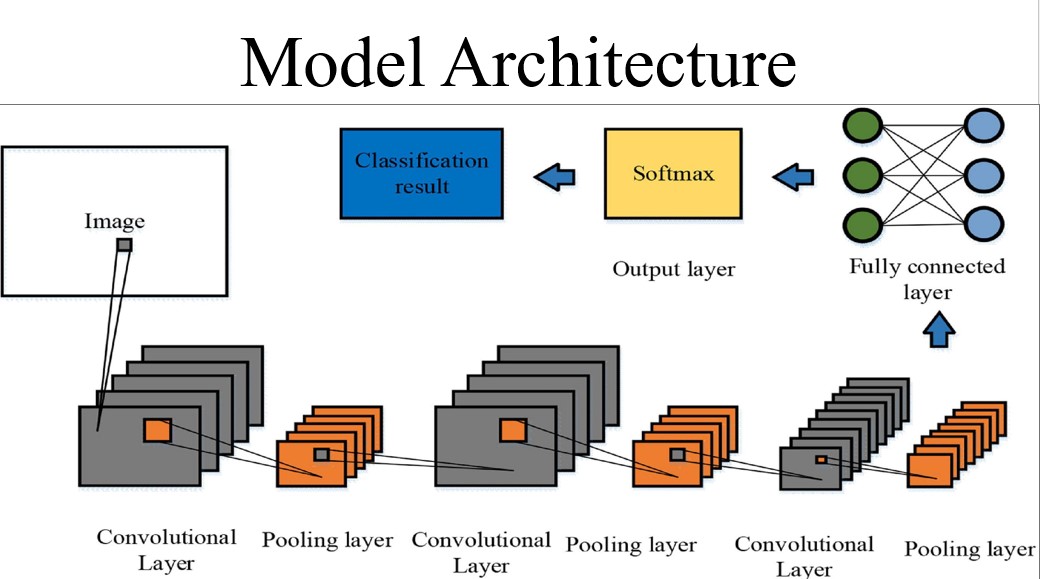 Model Architecture
Image
Classification
result
Softmax
Output layer
Fully connected
layer
Convolutional
Layer
Pooling layer
Convolutional
Layer
Pooling layer
Convolutional
Layer
Pooling layer